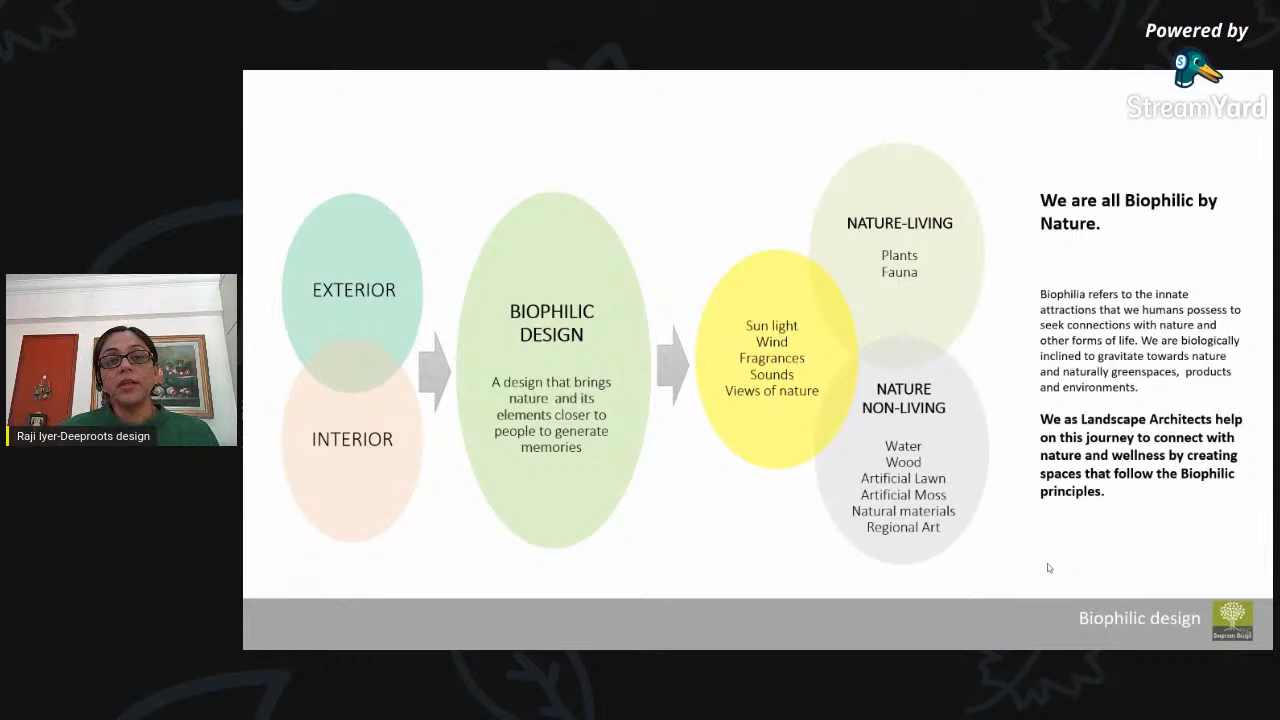 Powered by
StreamYard
EXTERIOR
INTERIOR
BIOPHILIC
DESIGN
A design that brings
nature and its
elements closer to
people to generate
memories
Sun light
Wind
Fragrances
Sounds
Views of nature
NATURE-LIVING
Plants
Fauna
NATURE
NON-LIVING
Water
Wood
Artificial Lawn
Artificial Moss
Natural materials
Regional Art
We are all Biophilic by
Nature.
Biophilia refers to the innate
attractions that we humans possess to
seek connections with nature and
other forms of life. We are biologically
inclined to gravitate towards nature
and naturally greenspaces, products
and environments.
We as Landscape Architects help
on this journey to connect with
nature and wellness by creating
spaces that follow the Biophilic
principles.
Raji Iyer-Deeproots design
Biophilic design
Deeproots Design